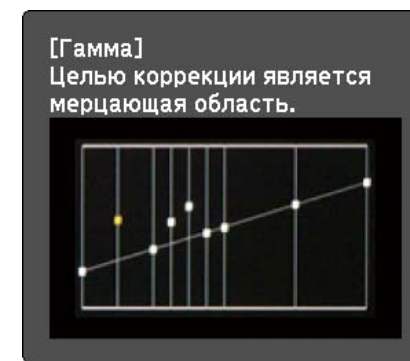 [Гамма]
Целью коррекции является
мерцающая область.